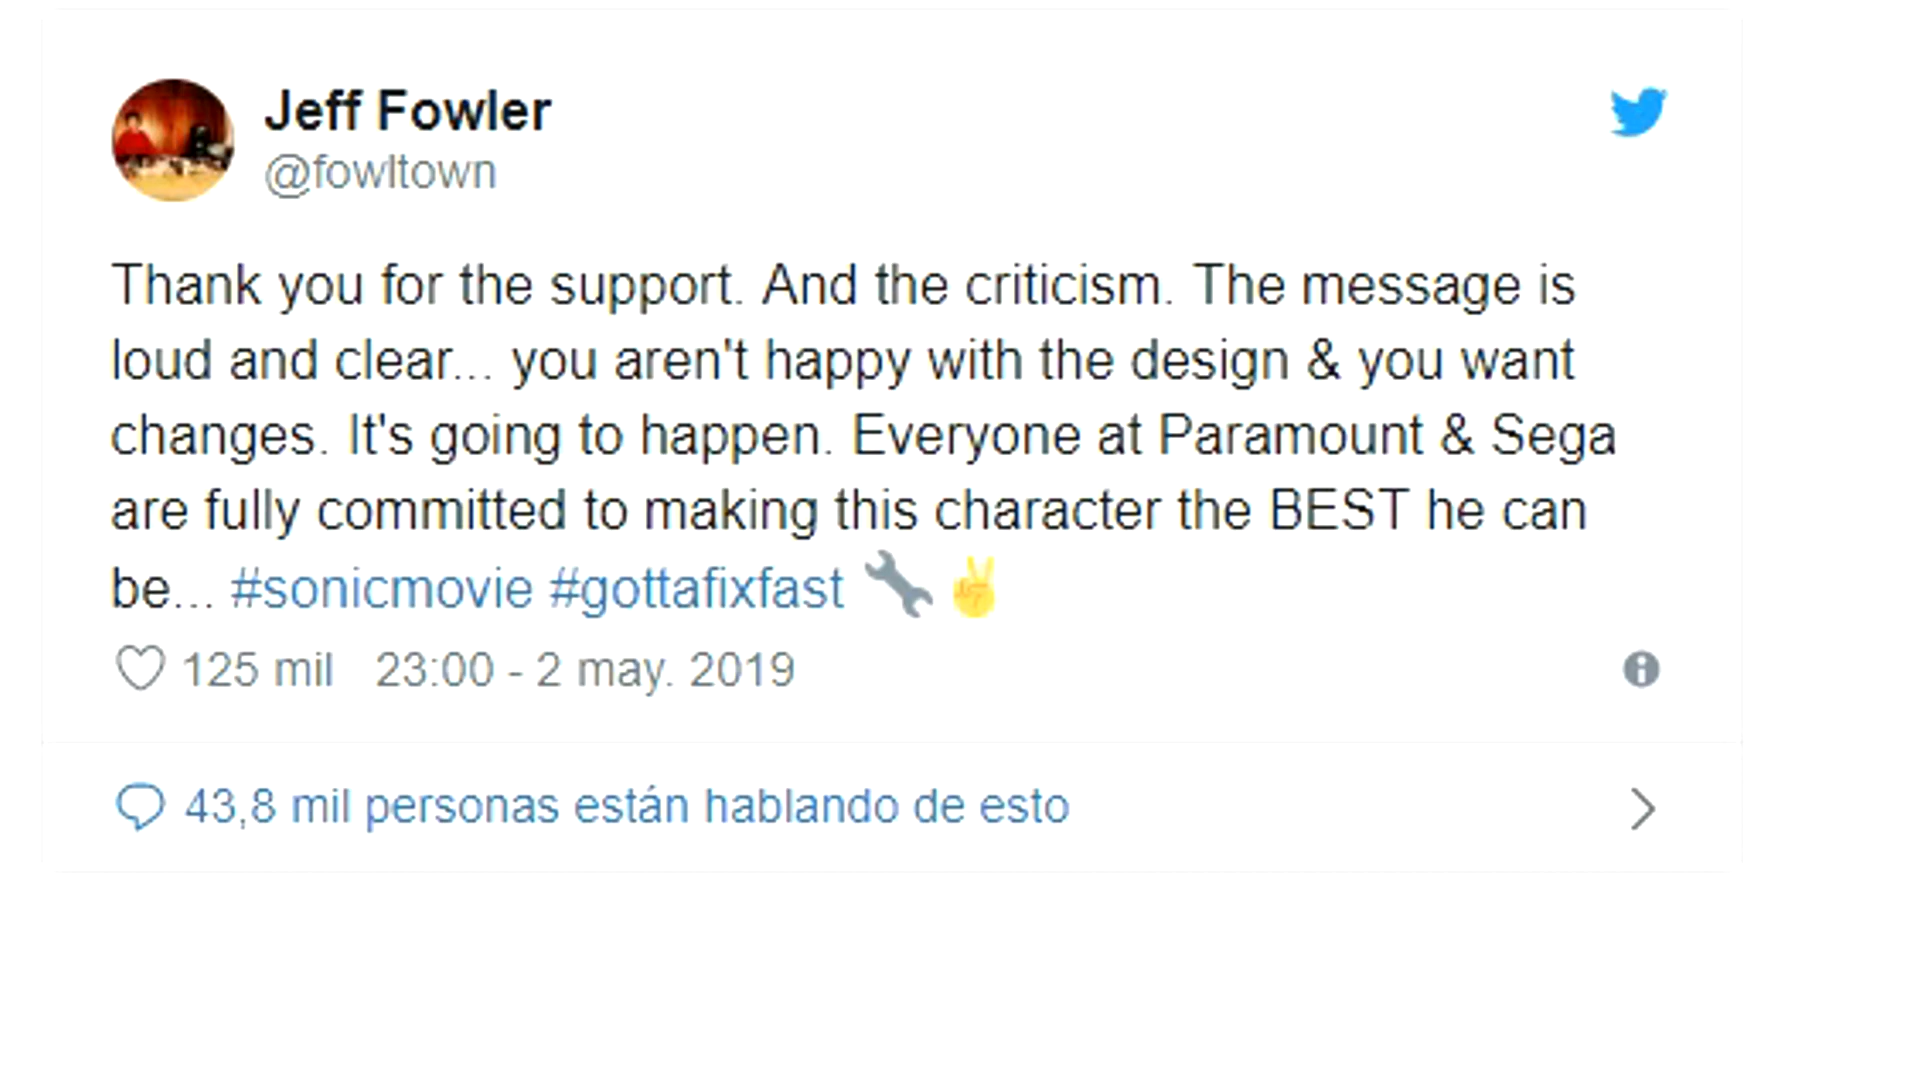 Jeff Fowler
@fowltown
Thank you for the support. And the criticism. The message is
loud and clear... you aren't happy with the design & you want
changes. It's going to happen. Everyone at Paramount & Sega
are fully committed to making this character the BEST he can
be... #sonicmovie #gottafixfast 🔧✌
125 mil 23:00 - 2 may. 2019
43,8 mil personas están hablando de esto